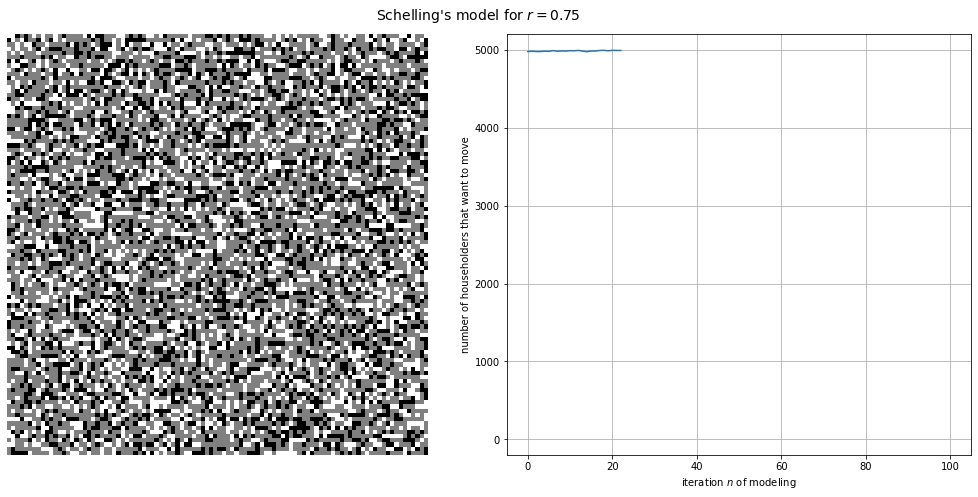 Schelling's model for r = 0.75
number of householders that want to move
5000
4000
3000
2000
1000
0
0 20 40 60 80 100
iteration n of modeling